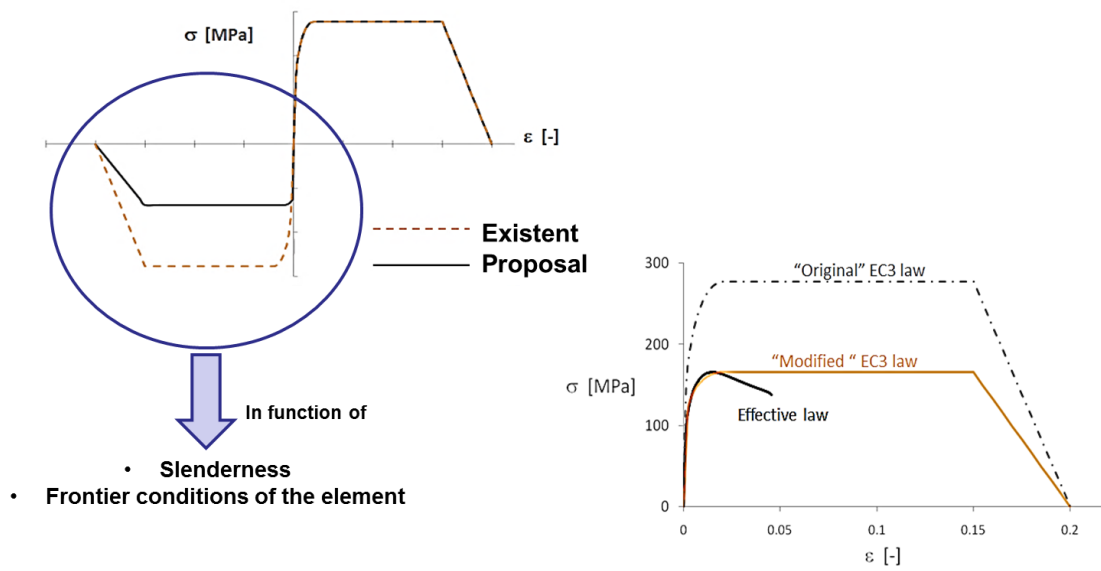 σ [MPa]
ε [-]
Existent
Proposal
In function of
• Slenderness
• Frontier conditions of the element
300
"Original" EC3 law
200
"Modified " EC3 law
σ [MPa]
Effective law
100
0
0 0.05 0.1 0.15 0.2
ε [-]